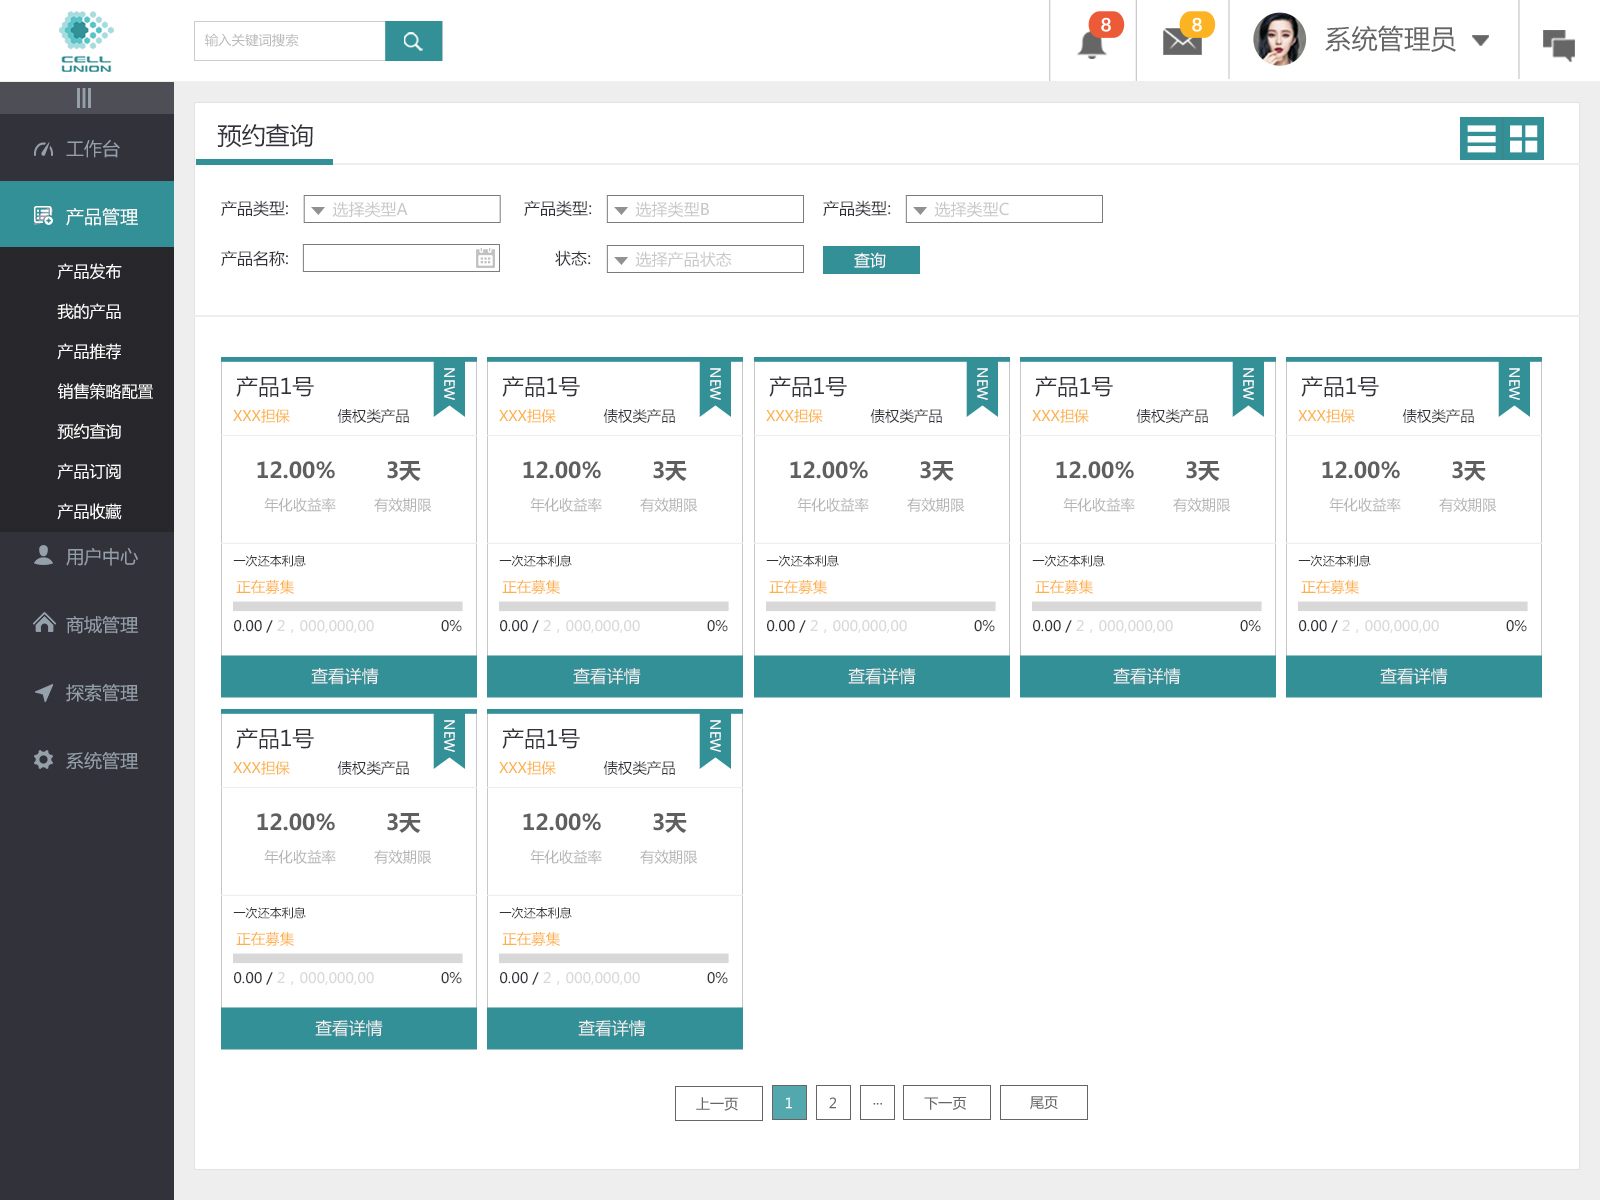 CELL
UNION
输入关键词搜索
8
8
系统管理员
工作台
产品管理
产品发布
我的产品
产品推荐
销售策略配置
预约查询
产品订阅
产品收藏
用户中心
商城管理
探索管理
系统管理
预约查询
产品类型: 选择类型A 产品类型: 选择类型B 产品类型: 选择类型C
产品名称: 状态: 选择产品状态 查询
产品1号 NEW 产品1号 NEW 产品1号 NEW 产品1号 NEW 产品1号 NEW
XXX担保 债权类产品 XXX担保 债权类产品 XXX担保 债权类产品 XXX担保 债权类产品 XXX担保 债权类产品
12.00% 3天 12.00% 3天 12.00% 3天 12.00% 3天 12.00% 3天
年化收益率 有效期限 年化收益率 有效期限 年化收益率 有效期限 年化收益率 有效期限 年化收益率 有效期限
一次还本利息 一次还本利息 一次还本利息 一次还本利息 一次还本利息
正在募集 正在募集 正在募集 正在募集 正在募集
0.00 / 2，000,000,00 0% 0.00 / 2，000,000,00 0% 0.00 / 2，000,000,00 0% 0.00 / 2，000,000,00 0% 0.00 / 2，000,000,00 0%
查看详情 查看详情 查看详情 查看详情 查看详情
产品1号 NEW 产品1号 NEW
XXX担保 债权类产品 XXX担保 债权类产品
12.00% 3天 12.00% 3天
年化收益率 有效期限 年化收益率 有效期限
一次还本利息 一次还本利息
正在募集 正在募集
0.00 / 2，000,000,00 0% 0.00 / 2，000,000,00 0%
查看详情 查看详情
上一页 1 2 ... 下一页 尾页